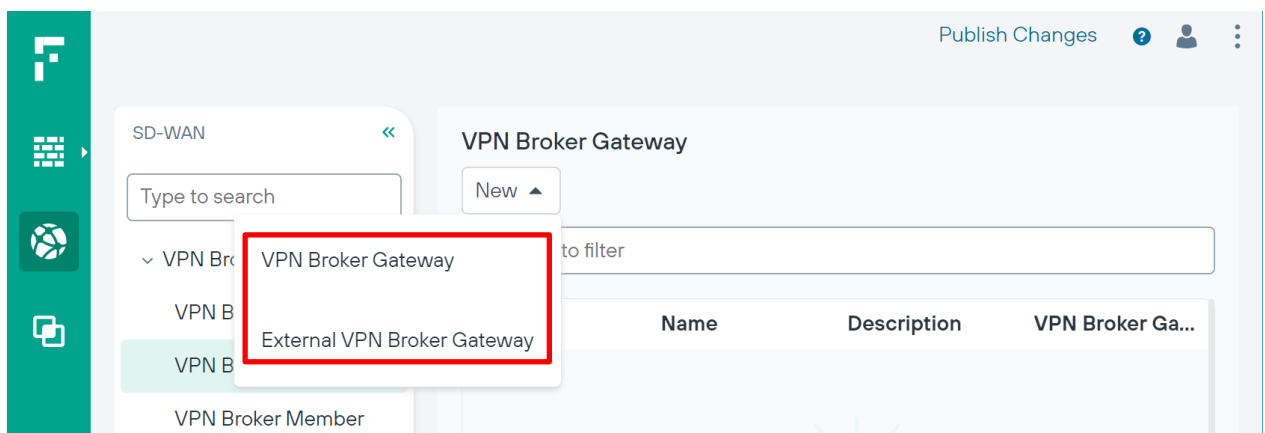 Publish Changes
SD-WAN
Type to search
VPN Broker Gateway
New
VPN Bro
VPN Broker Gateway
to filter
VPN B
External VPN Broker Gateway
Name Description VPN Broker Ga...
VPN B
VPN Broker Member